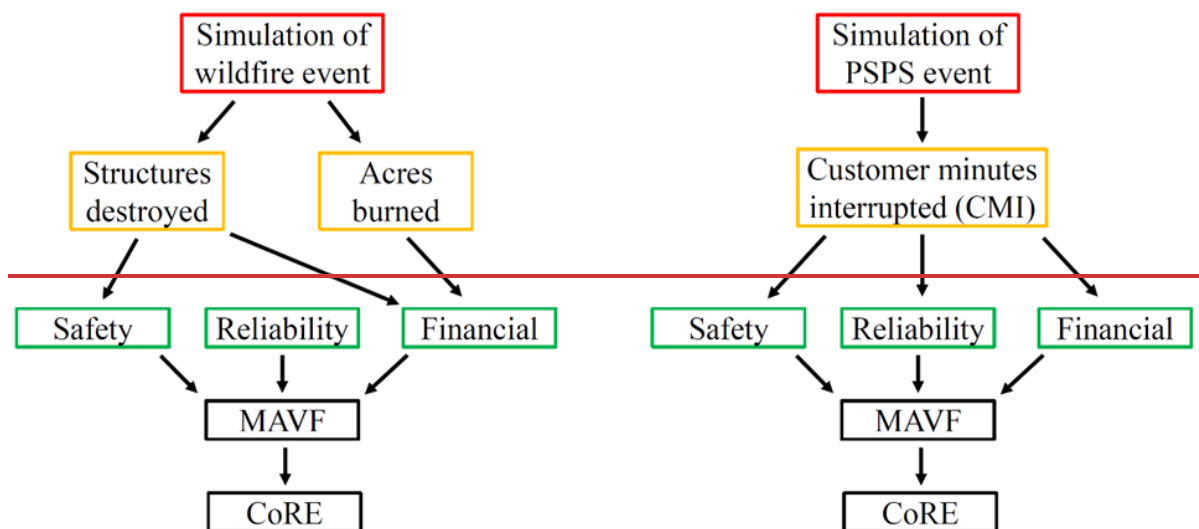 Simulation of
wildfire event
Structures
destroyed
Acres
burned
Safety
Reliability
Financial
MAVF
CoRE
Simulation of
PSPS event
Customer minutes
interrupted (CMI)
Safety
Reliability
Financial
MAVF
CoRE